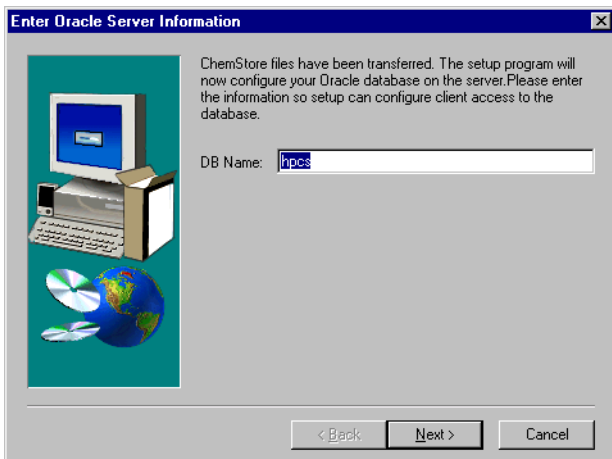 Enter Oracle Server Information
ChemStore files have been transferred. The setup program will
now configure your Oracle database on the server.Please enter
the information so setup can configure client access to the
database.
DB Name: hpcs
< Back Next > Cancel